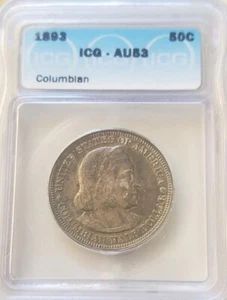 1893 50C
ICG - AU53
Columbian
UNITED STATES OF AMERICA